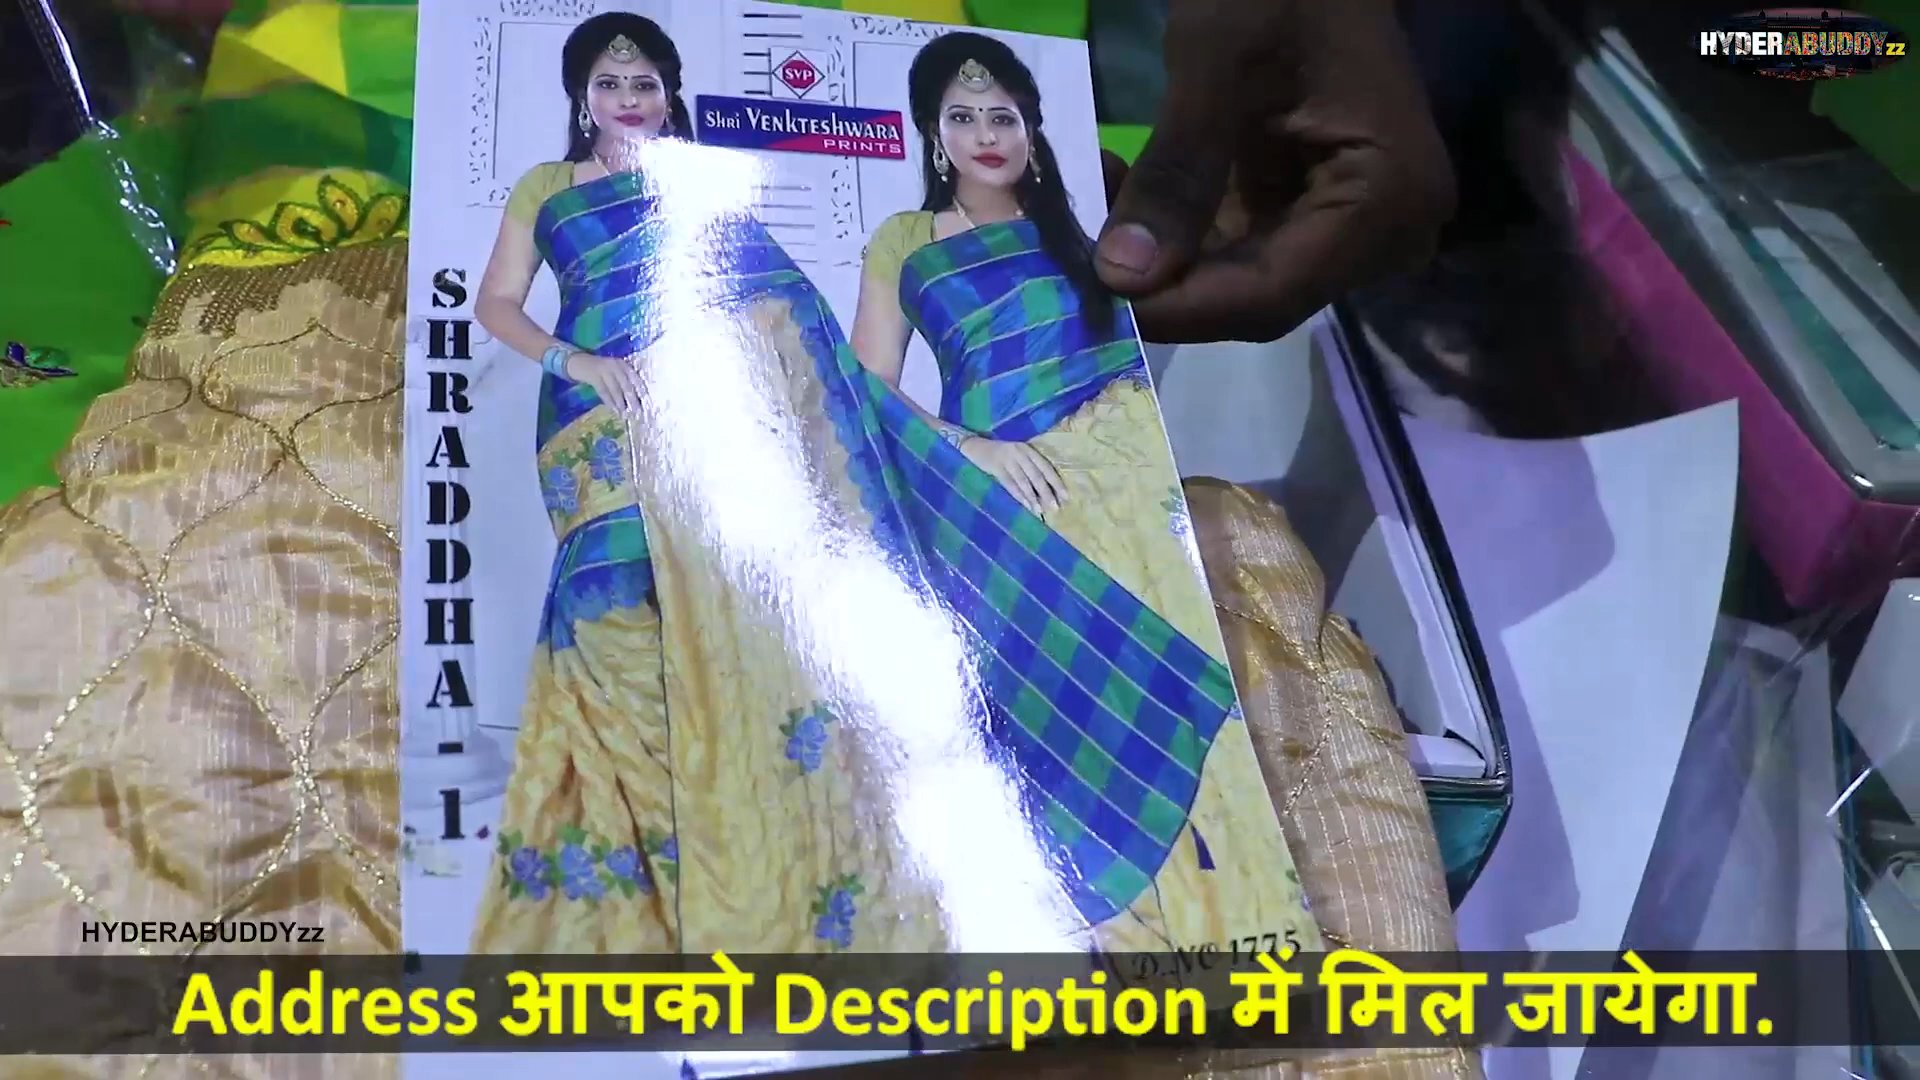 HYDERABUDDYzz
SVP
Shri VENKTESHWARA
PRINTS
SHRADDHA-1
D.NO 1775
HYDERABUDDYzz
Address आपको Description में मिल जायेगा.